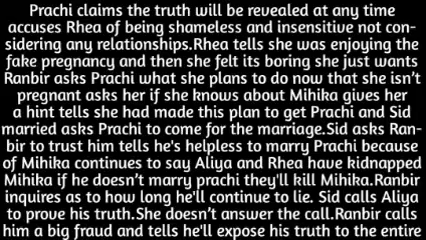 Prachi claims the truth will be revealed at any time
accuses Rhea of being shameless and insensitive not con-
sidering any relationships.Rhea tells she was enjoying the
fake pregnancy and then she felt its boring she just wants
Ranbir asks Prachi what she plans to do now that she isn't
pregnant asks her if she knows about Mihika gives her
a hint tells she had made this plan to get Prachi and Sid
married asks Prachi to come for the marriage.Sid asks Ran-
bir to trust him tells he's helpless to marry Prachi because
of Mihika continues to say Aliya and Rhea have kidnapped
Mihika if he doesn't marry prachi they'll kill Mihika.Ranbir
inquires as to how long he'll continue to lie. Sid calls Aliya
to prove his truth.She doesn't answer the call.Ranbir calls
him a big fraud and tells he'll expose his truth to the entire